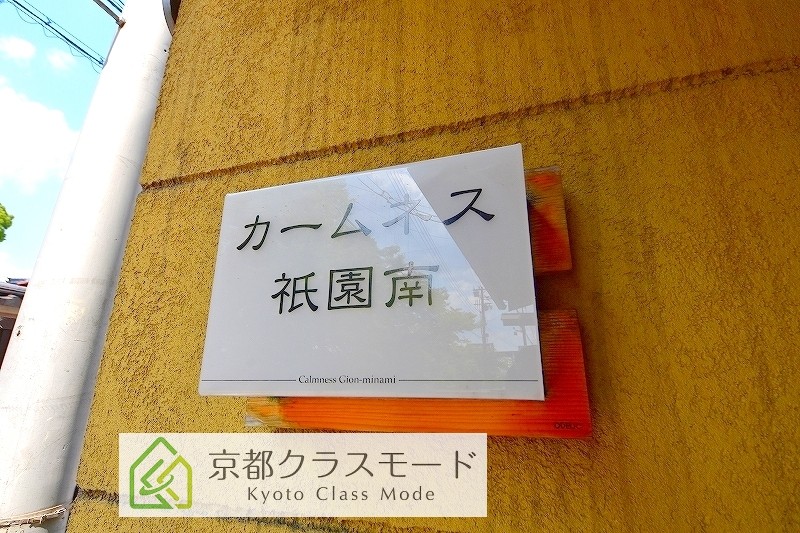 カームネス
祇園南
Calmness Gion-minami
京都クラスモード
Kyoto Class Mode